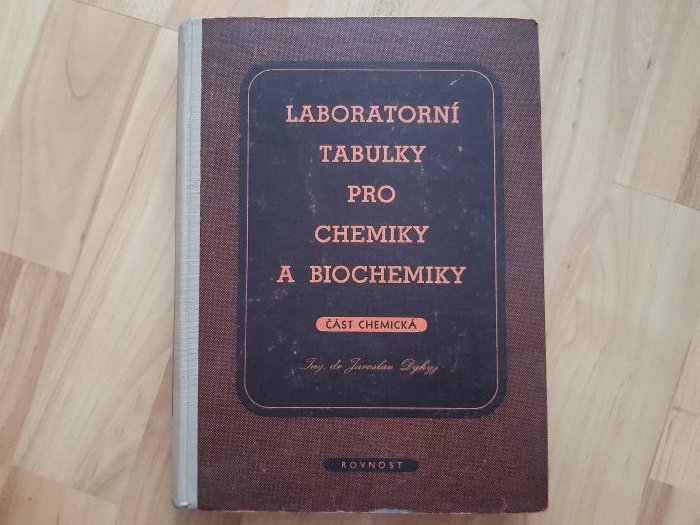 LABORATORNÍ
TABULKY
PRO
CHEMIKY
A BIOCHEMIKY
ČÁST CHEMICKÁ
Ing. dr Jaroslav Dykyj
ROVNOST